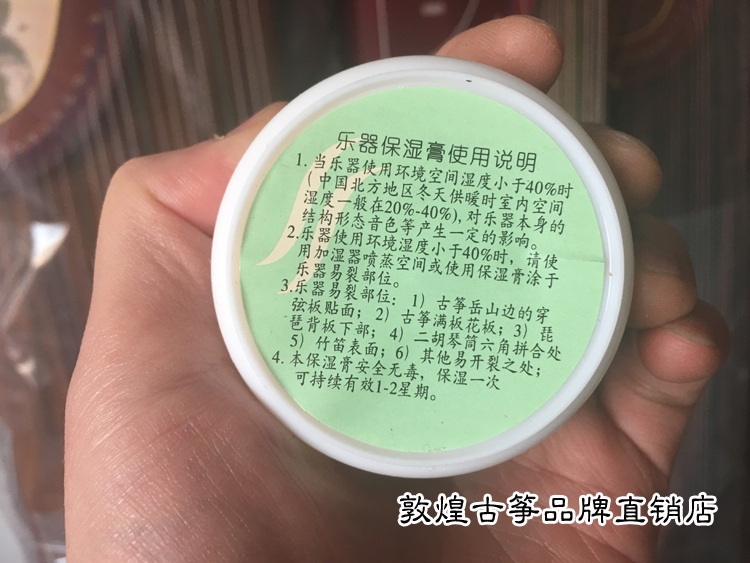 乐器保湿膏使用说明
1. 当乐器使用环境空间湿度小于40%时
(中国北方地区冬天供暖时室内空间
湿度一般在20%-40%), 对乐器本身的
结构形态音色等产生一定的影响。
2. 乐器使用环境湿度小于40%时, 请使
用加湿器喷蒸空间或使用保湿膏涂于
乐器易裂部位。
3. 乐器易裂部位: 1) 古筝岳山边的穿
弦板贴面; 2) 古筝满板花板; 3) 琵
琶背板下部; 4) 二胡琴筒六角拼合处
5) 竹笛表面; 6) 其他易开裂之处;
4. 本保湿膏安全无毒, 保湿一次
可持续有效1-2星期。
敦煌古筝品牌直销店